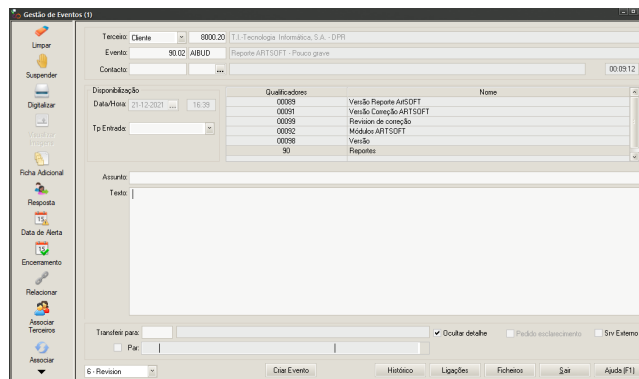 Gestão de Eventos (1)
Limpar
Suspender
Digitalizar
Visualizar
Imagens
Ficha Adicional
Resposta
Data de Alerta
Encerramento
Relacionar
Associar
Terceiros
Associar
Terceiro: Cliente 8000.20 T.I.-Tecnologia Informática, S.A. - DPR
Evento: 90.02 AIBUD Reporte ARTSOFT - Pouco grave
Contacto: ... 00:09:12
Disponibilização
Data/Hora: 21-12-2021 ... 16:39
Tp Entrada:
Qualificadores Nome
00089 Versão Reporte ArtSOFT
00091 Versão Correção ARTSOFT
00099 Revision de correção
00092 Módulos ARTSOFT
00098 Versão
90 Reportes
Assunto:
Texto:
Transferir para: Ocultar detalhe Pedido esclarecimento Srv Externo
Par:
6 - Revision Criar Evento Histórico Ligações Ficheiros Sair Ajuda (F1)